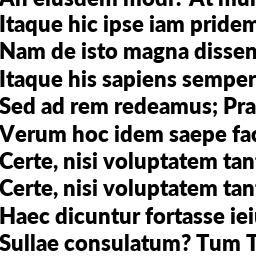 An eiusdem modi? At mul
Itaque hic ipse iam pridem
Nam de isto magna dissen
Itaque his sapiens semper
Sed ad rem redeamus; Pra
Verum hoc idem saepe fac
Certe, nisi voluptatem tan
Certe, nisi voluptatem tan
Haec dicuntur fortasse iei
Sullae consulatum? Tum T